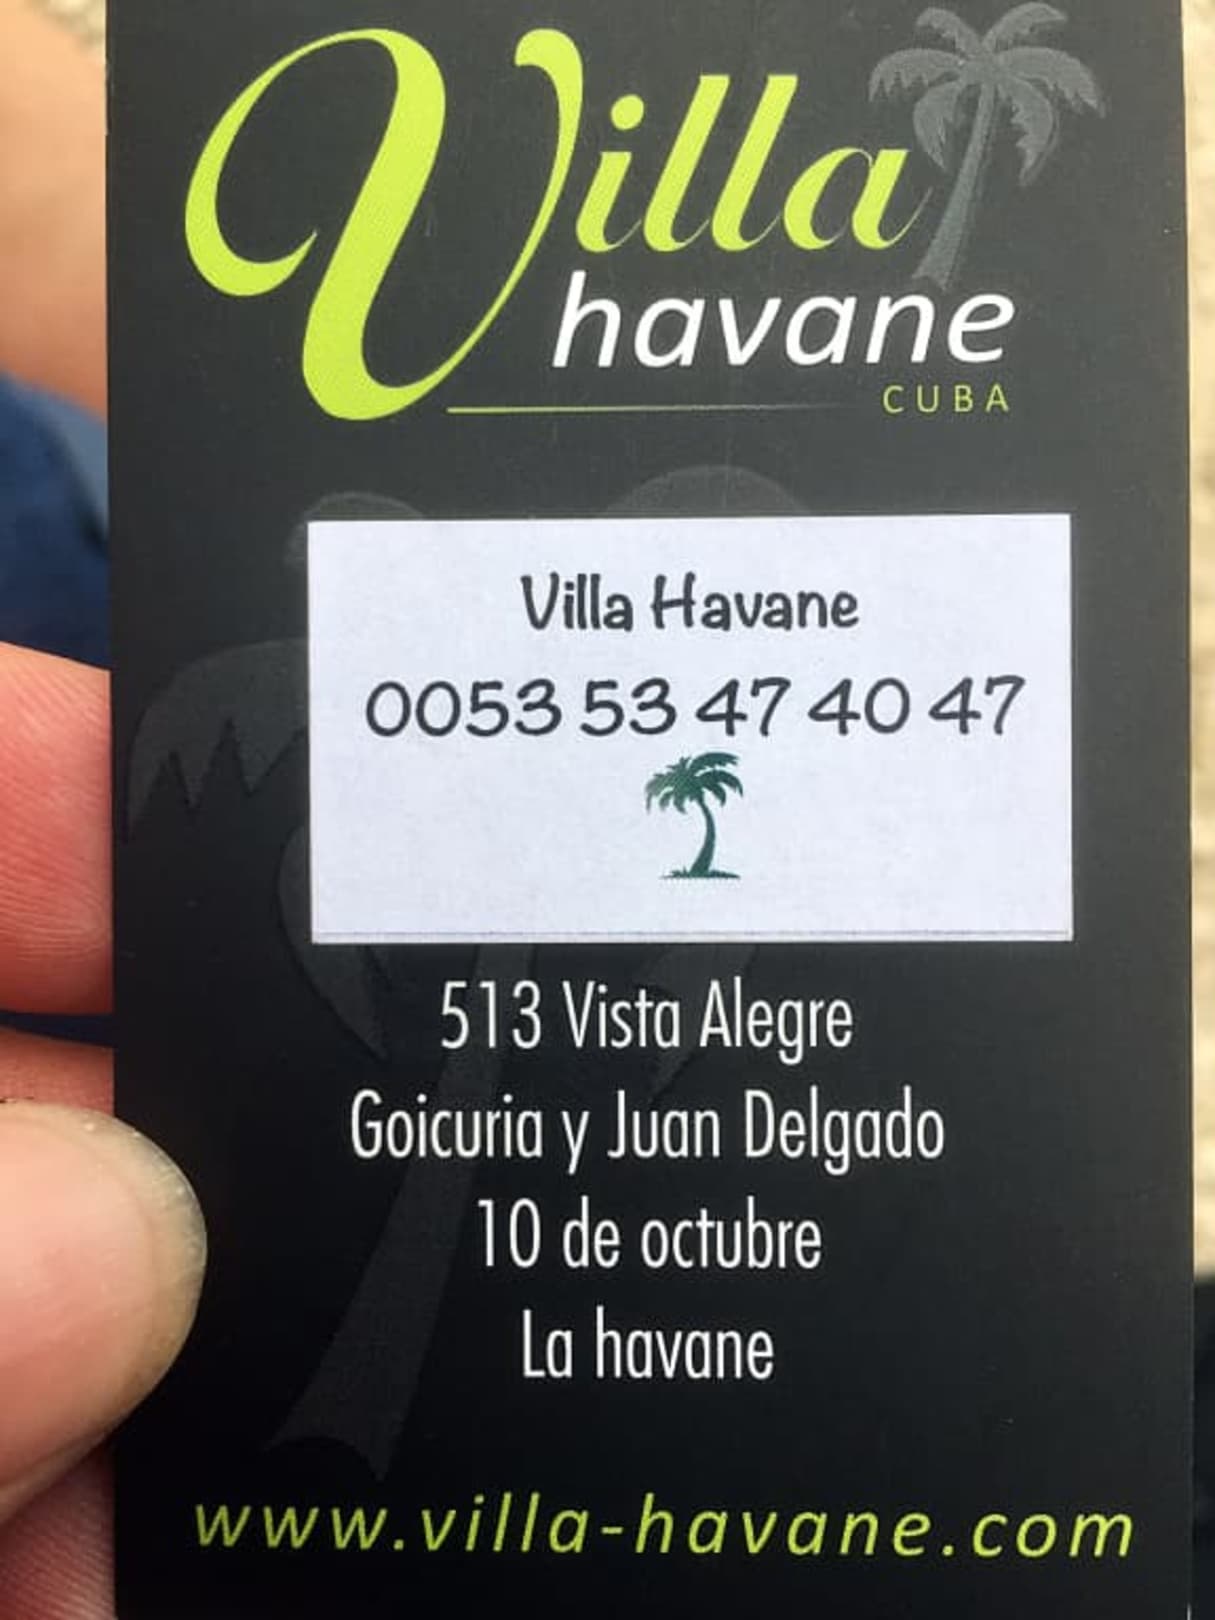 Villa
havane
CUBA
Villa Havane
0053 53 47 40 47
513 Vista Alegre
Goicuria y Juan Delgado
10 de octubre
La havane
www.villa-havane.com